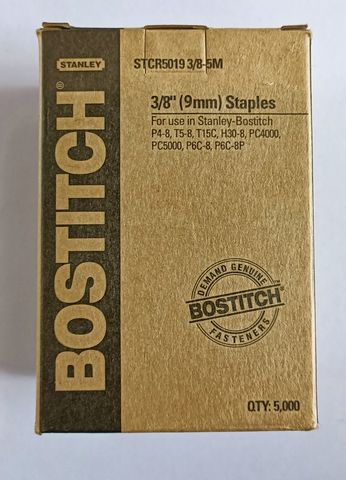 STANLEY
BOSTITCH®
STCR5019 3/8-5M
3/8" (9mm) Staples
For use in Stanley-Bostitch
P4-8, T5-8, T15C, H30-8, PC4000,
PC5000, P6C-8, P6C-8P
DEMAND GENUINE
BOSTITCH®
FASTENERS
QTY: 5,000